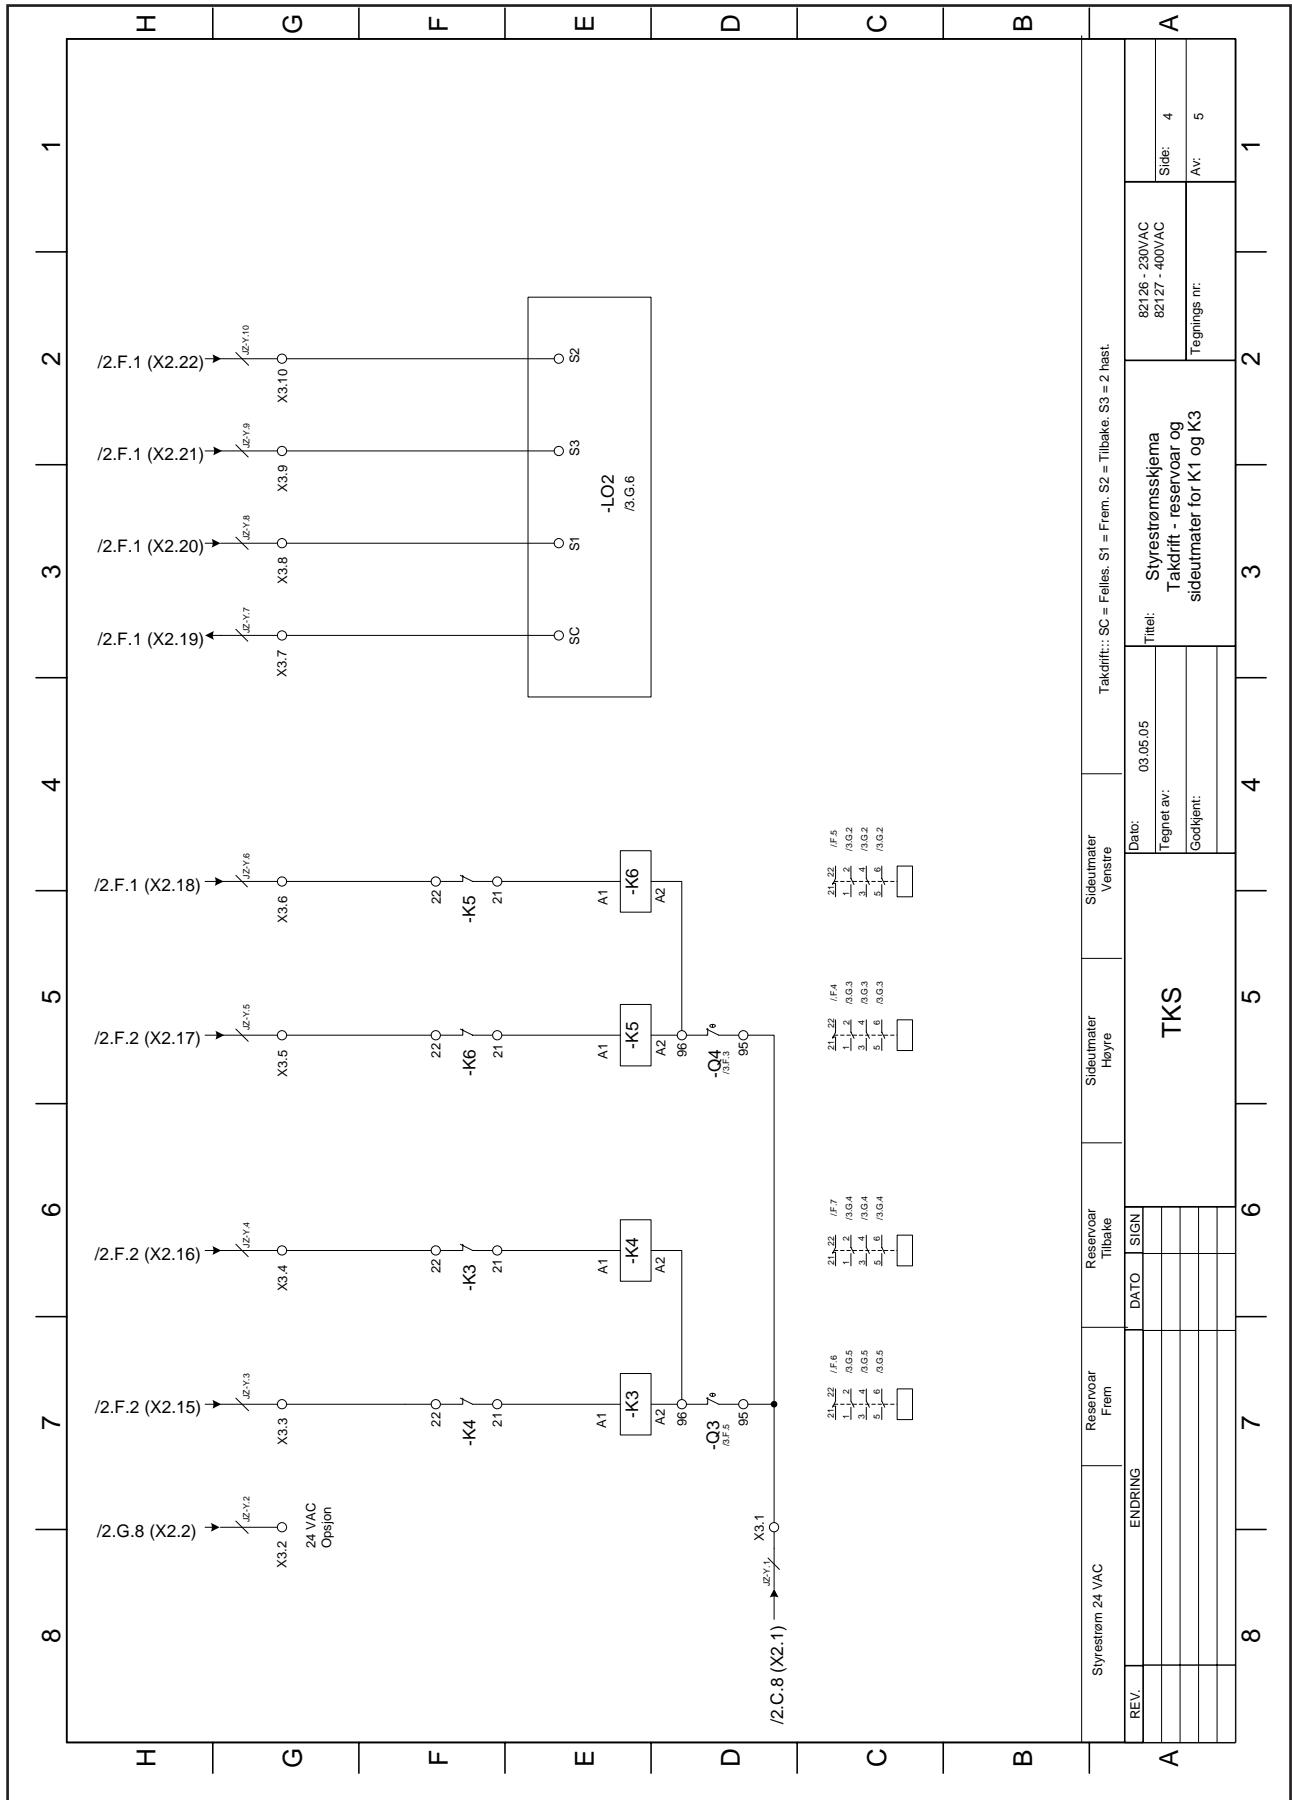 H G F E D C B A
8 7 6 5 4 3 2 1
/2.G.8 (X2.2)
JZ-Y.2
X3.2
24 VAC
Opsjon
/2.F.2 (X2.15)
JZ-Y.3
X3.3
22
-K4
21
A1
-K3
A2
96
-Q3
/3.F.5
95
/2.F.2 (X2.16)
JZ-Y.4
X3.4
22
-K3
21
A1
-K4
A2
/2.F.2 (X2.17)
JZ-Y.5
X3.5
22
-K6
21
A1
-K5
A2
96
-Q4
/3.F.3
95
/2.F.1 (X2.18)
JZ-Y.6
X3.6
22
-K5
21
A1
-K6
A2
/2.F.1 (X2.19)
JZ-Y.7
X3.7
SC
/2.F.1 (X2.20)
JZ-Y.8
X3.8
S1
/2.F.1 (X2.21)
JZ-Y.9
X3.9
S3
/2.F.1 (X2.22)
JZ-Y.10
X3.10
S2
-LO2
/3.G.6
/2.C.8 (X2.1)
JZ-Y.1
X3.1
21 22 /.F.6
1 2 /3.G.5
3 4 /3.G.5
5 6 /3.G.5
21 22 /.F.7
1 2 /3.G.4
3 4 /3.G.4
5 6 /3.G.4
21 22 /.F.4
1 2 /3.G.3
3 4 /3.G.3
5 6 /3.G.3
21 22 /.F.5
1 2 /3.G.2
3 4 /3.G.2
5 6 /3.G.2
Styrestrøm 24 VAC
Reservoar
Frem
Reservoar
Tilbake
Sideutmater
Høyre
Sideutmater
Venstre
Takdrift:: SC = Felles. S1 = Frem. S2 = Tilbake. S3 = 2 hast.
REV. ENDRING DATO SIGN
TKS
Dato: 03.05.05
Tegnet av:
Godkjent:
Tittel:
Styrestrømsskjema
Takdrift - reservoar og
sideutmater for K1 og K3
82126 - 230VAC
82127 - 400VAC
Tegnings nr:
Side: 4
Av: 5
8 7 6 5 4 3 2 1
H G F E D C B A